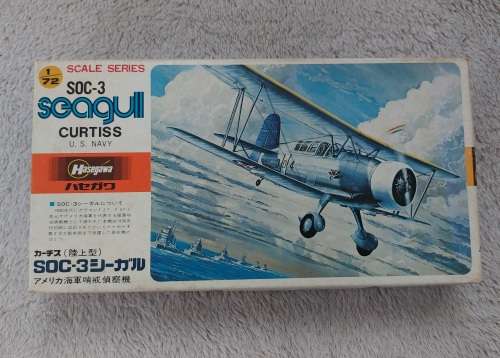 1/72
SCALE SERIES
SOC-3
seagull
CURTISS
U.S. NAVY
Hasegawa
ハセガワ
■SOC-3シーガルについて
カーチス(陸上型)
SOC-3シーガル
アメリカ海軍哨戒偵察機